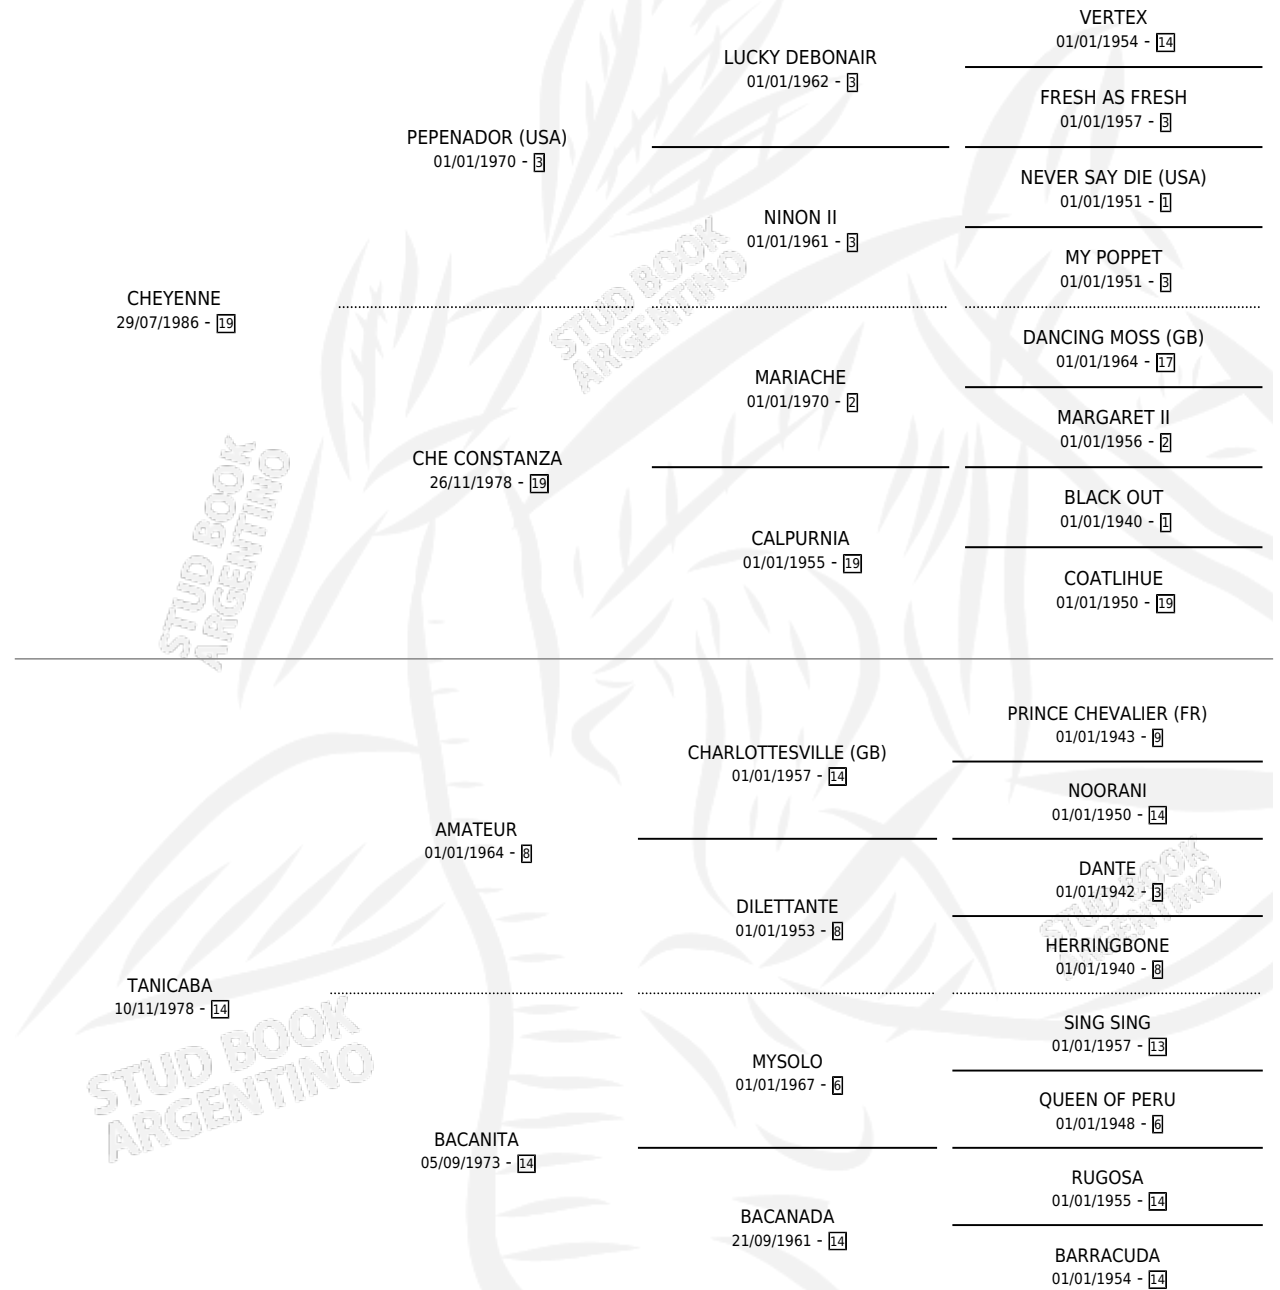 VERTEX
01/01/1954 - 14
LUCKY DEBONAIR
01/01/1962 - 3
FRESH AS FRESH
01/01/1957 - 3
PEPENADOR (USA)
01/01/1970 - 3
NEVER SAY DIE (USA)
01/01/1951 - 1
NINON II
01/01/1961 - 3
MY POPPET
01/01/1951 - 3
CHEYENNE
29/07/1986 - 19
DANCING MOSS (GB)
01/01/1964 - 17
MARIACHE
01/01/1970 - 2
MARGARET II
01/01/1956 - 2
CHE CONSTANZA
26/11/1978 - 19
BLACK OUT
01/01/1940 - 1
CALPURNIA
01/01/1955 - 19
COATLIHUE
01/01/1950 - 19
PRINCE CHEVALIER (FR)
01/01/1943 - 9
CHARLOTTESVILLE (GB)
01/01/1957 - 14
NOORANI
01/01/1950 - 14
AMATEUR
01/01/1964 - 8
DANTE
01/01/1942 - 3
DILETTANTE
01/01/1953 - 8
HERRINGBONE
01/01/1940 - 8
TANICABA
10/11/1978 - 14
SING SING
01/01/1957 - 13
MYSOLO
01/01/1967 - 6
QUEEN OF PERU
01/01/1948 - 6
BACANITA
05/09/1973 - 14
RUGOSA
01/01/1955 - 14
BACANADA
21/09/1961 - 14
BARRACUDA
01/01/1954 - 14
STUD BOOK
ARGENTINO
STUD BOOK
ARGENTINO
STUD BOOK
ARGENTINO
STUD BOOK
ARGENTINO